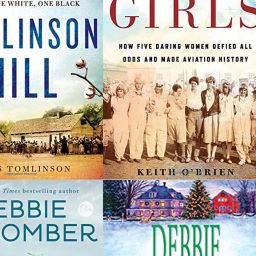 E WHITE, ONE BLACK
LINSON
HILL
S TOMLINSON
GIRLS
HOW FIVE DARING WOMEN DEFIED ALL
ODDS AND MADE AVIATION HISTORY
KEITH O'BRIEN
Times bestselling author
EBBIE
OMBER
DEBBIE